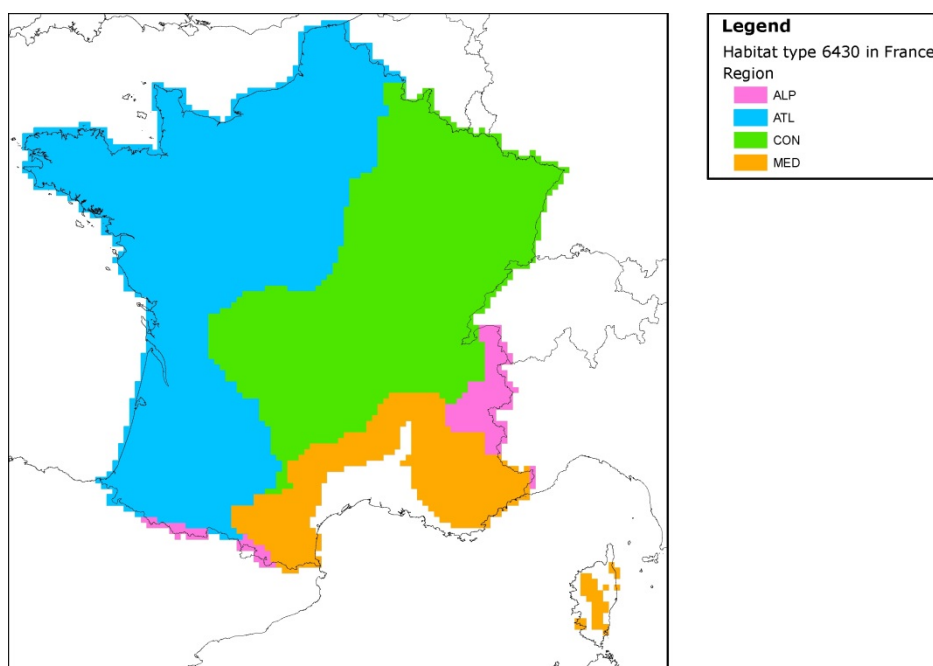 Legend
Habitat type 6430 in France
Region
ALP
ATL
CON
MED